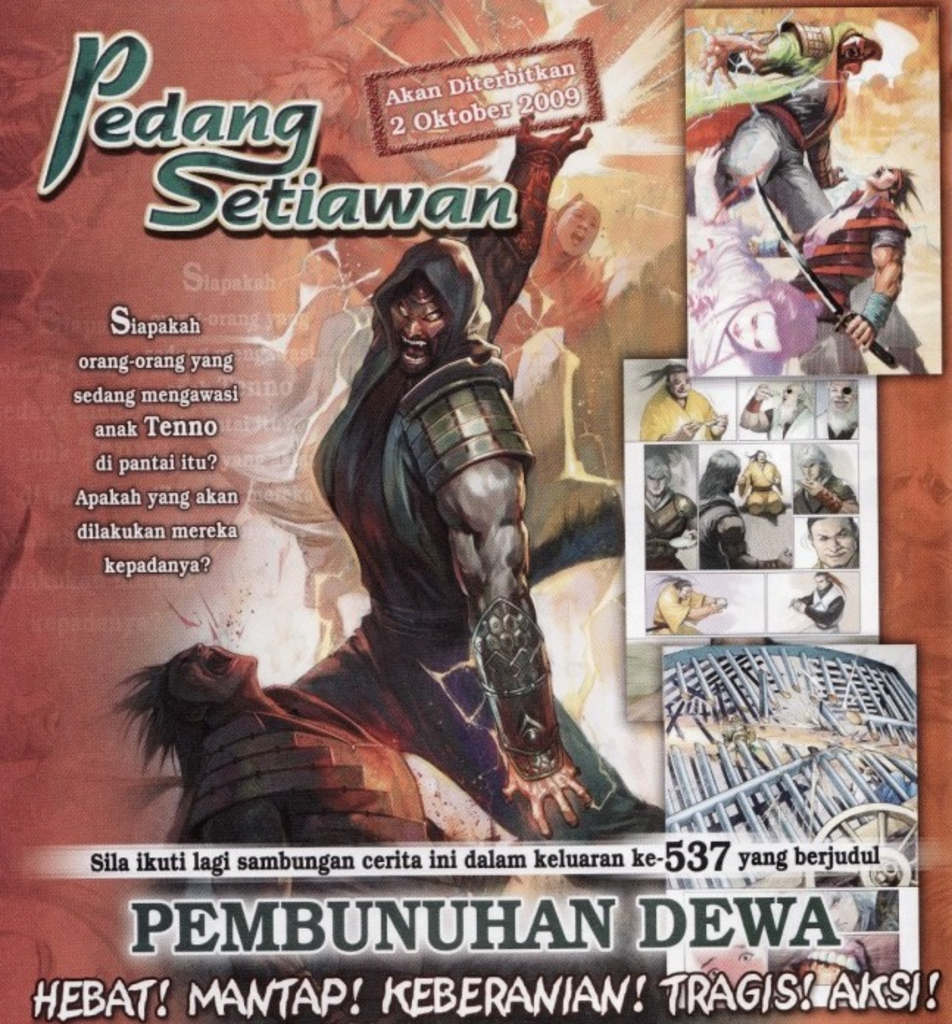 Pedang
Setiawan
Akan Diterbitkan
2 Oktober 2009
Siapakah
orang-orang yang
sedang mengawasi
anak Tenno
di pantai itu?
Apakah yang akan
dilakukan mereka
kepadanya?
Sila ikuti lagi sambungan cerita ini dalam keluaran ke-537 yang berjudul
PEMBUNUHAN DEWA
HEBAT! MANTAP! KEBERANIAN! TRAGIS! AKSI!